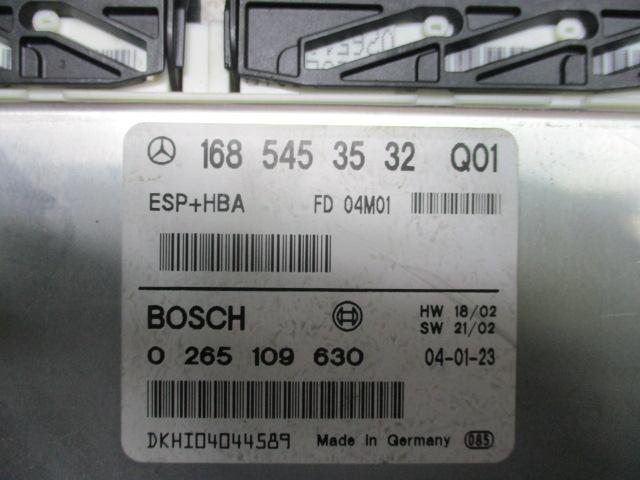 168 545 35 32 Q01
ESP+HBA FD 04M01
BOSCH HW 18/02
SW 21/02
0 265 109 630 04-01-23
DKHI04044589 Made in Germany 085